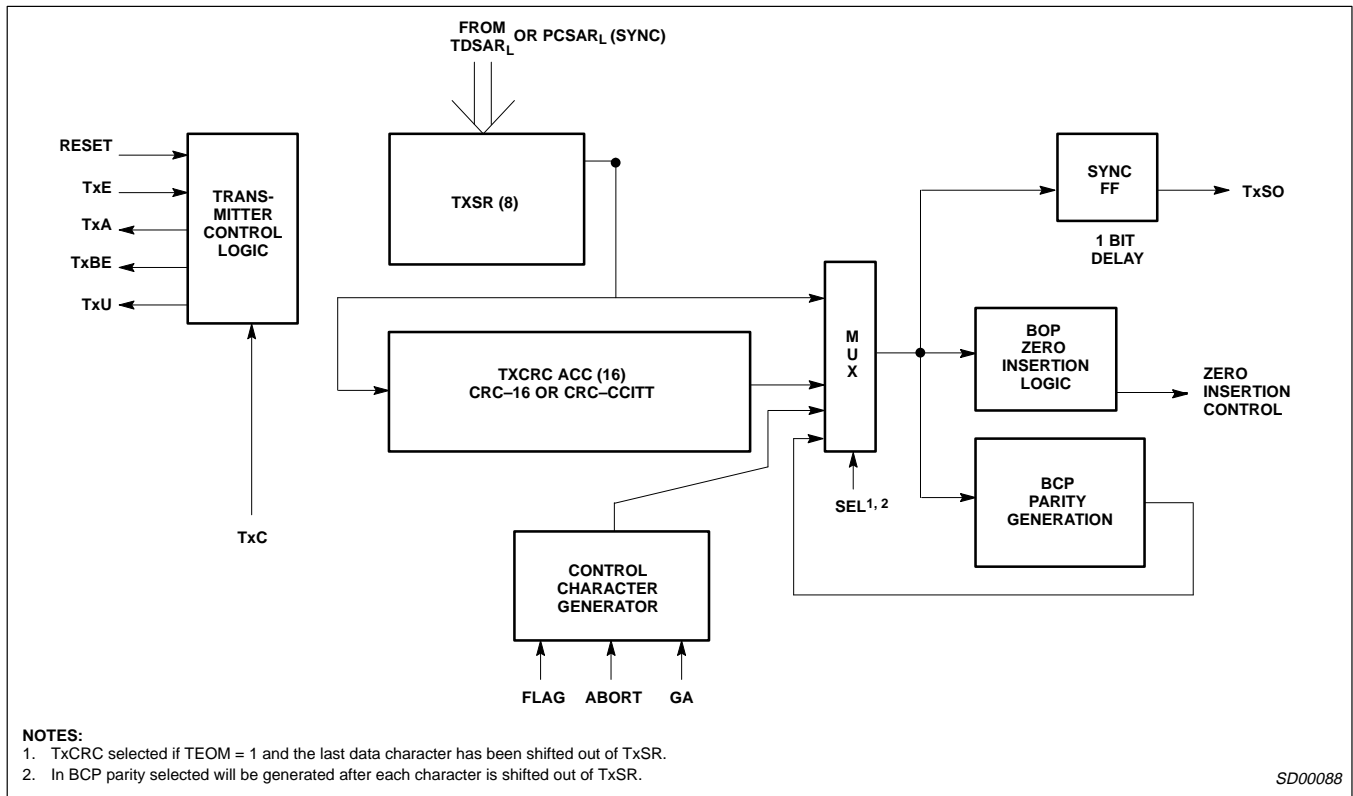 FROM
TDSARL OR PCSARL (SYNC)
RESET
TxE
TxA
TxBE
TxU
TRANS-
MITTER
CONTROL
LOGIC
TxC
TXSR (8)
TXCRC ACC (16)
CRC–16 OR CRC–CCITT
M
U
X
SEL1, 2
CONTROL
CHARACTER
GENERATOR
FLAG
ABORT
GA
SYNC
FF
1 BIT
DELAY
TxSO
BOP
ZERO
INSERTION
LOGIC
ZERO
INSERTION
CONTROL
BCP
PARITY
GENERATION
NOTES:
1. TxCRC selected if TEOM = 1 and the last data character has been shifted out of TxSR.
2. In BCP parity selected will be generated after each character is shifted out of TxSR.
SD00088